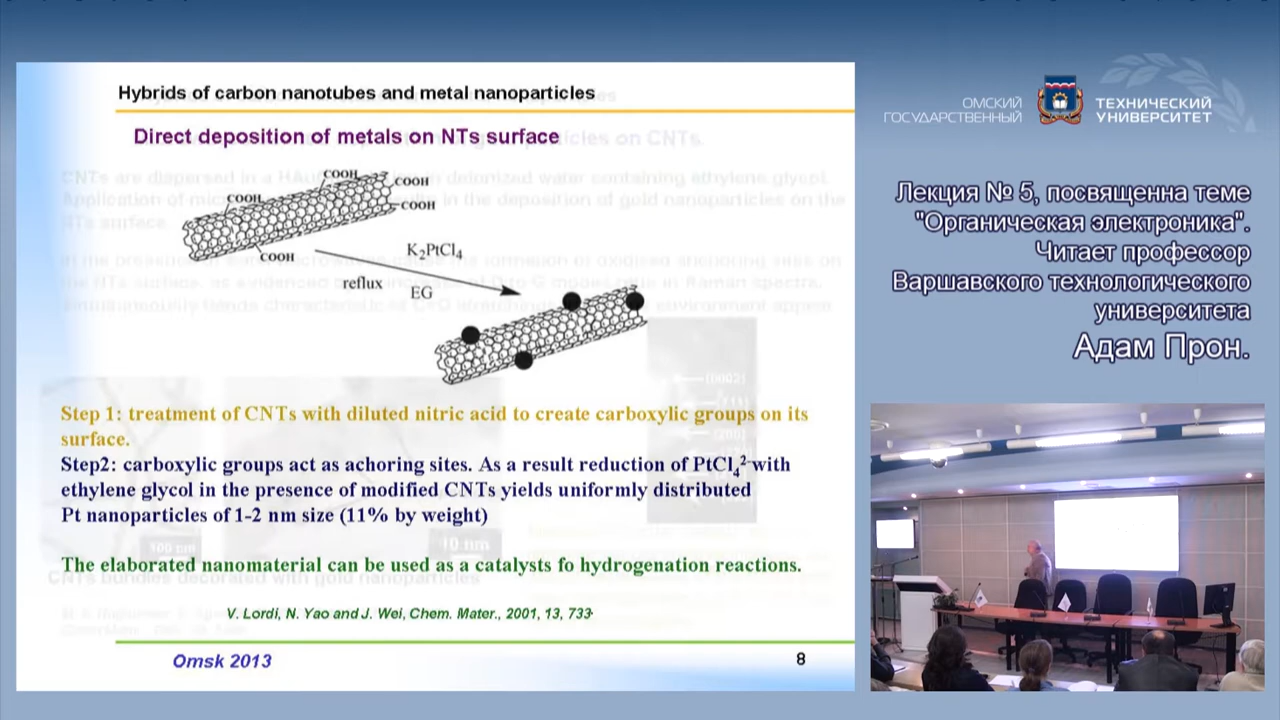 Hybrids of carbon nanotubes and metal nanoparticles
Direct deposition of metals on NTs surface
COOH
COOH
COOH
COOH
COOH
K2PtCl4
reflux
EG
Step 1: treatment of CNTs with diluted nitric acid to create carboxylic groups on its
surface.
Step2: carboxylic groups act as achoring sites. As a result reduction of PtCl4²⁻with
ethylene glycol in the presence of modified CNTs yields uniformly distributed
Pt nanoparticles of 1-2 nm size (11% by weight)
The elaborated nanomaterial can be used as a catalysts fo hydrogenation reactions.
V. Lordi, N. Yao and J. Wei, Chem. Mater., 2001, 13, 733
Omsk 2013
8
ОМСКИЙ
ГОСУДАРСТВЕННЫЙ
ТЕХНИЧЕСКИЙ
УНИВЕРСИТЕТ
Лекция № 5, посвященна теме
"Органическая электроника".
Читает профессор
Варшавского технологического
университета
Адам Прон.